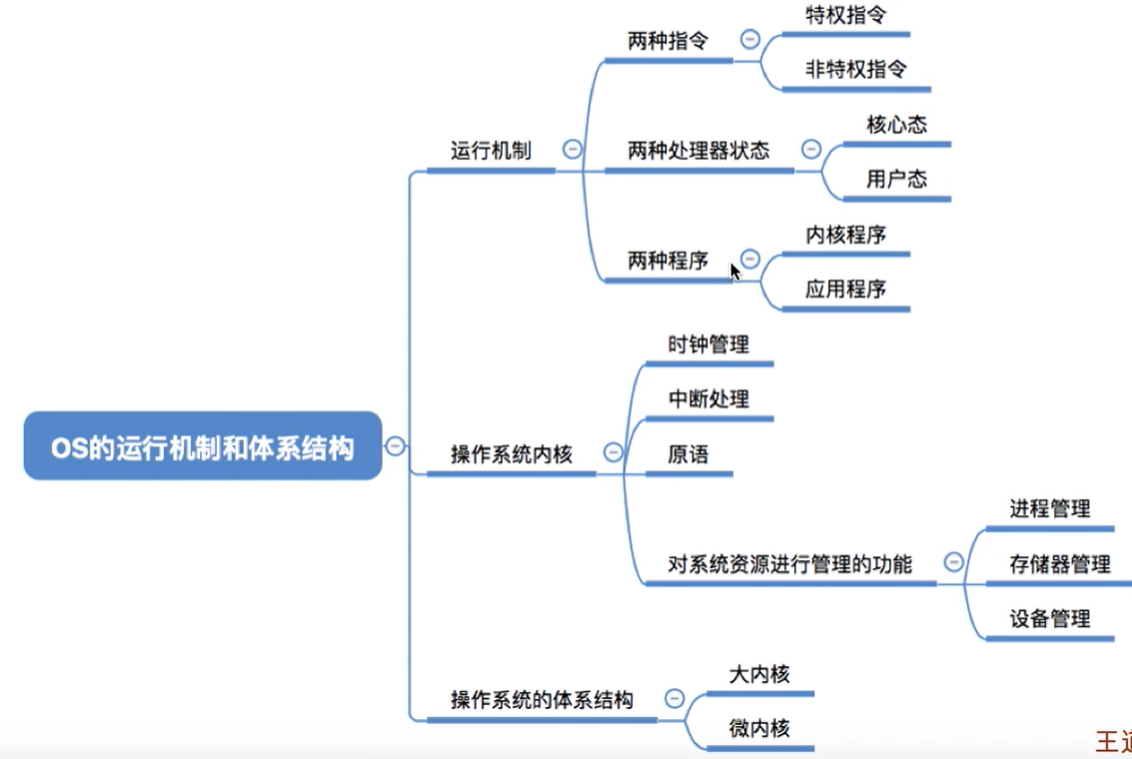 OS的运行机制和体系结构
运行机制
两种指令
特权指令
非特权指令
两种处理器状态
核心态
用户态
两种程序
内核程序
应用程序
操作系统内核
时钟管理
中断处理
原语
对系统资源进行管理的功能
进程管理
存储器管理
设备管理
操作系统的体系结构
大内核
微内核
王道